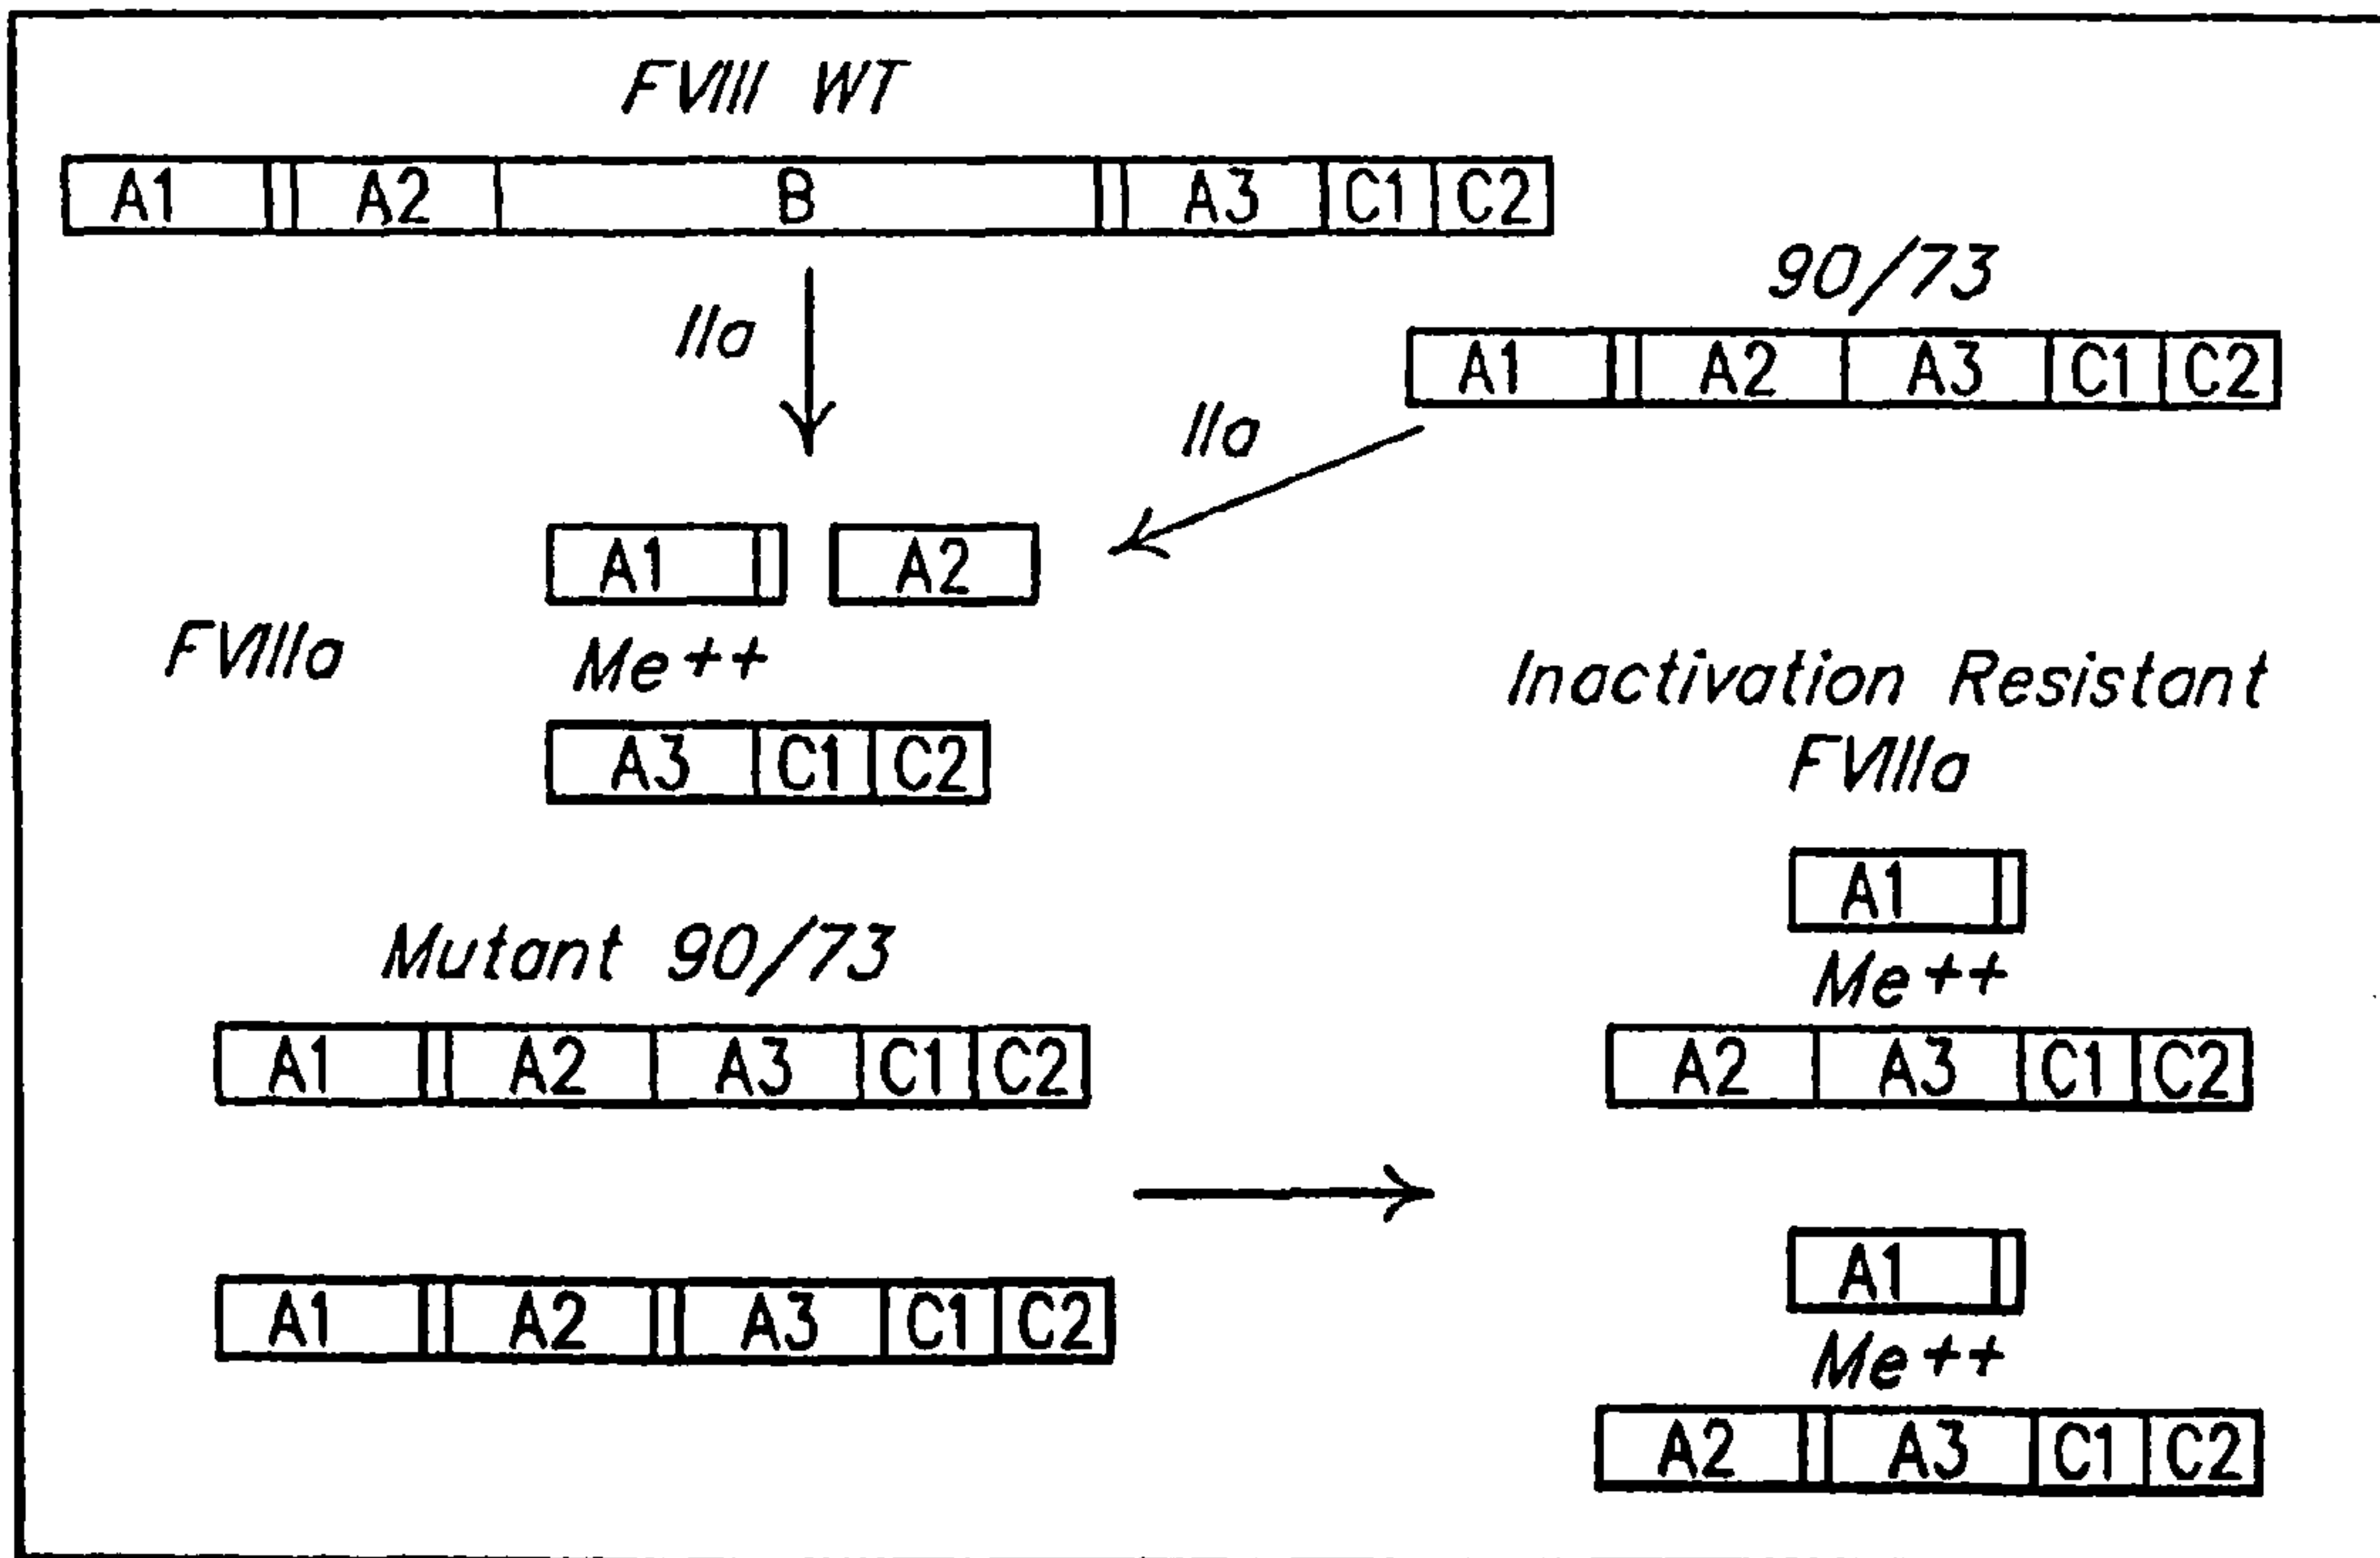 FVIII WT
A1 A2 B A3 C1 C2
90/73
IIa
A1 A2 A3 C1 C2
IIa
A1 A2
FVIIIa
Me++
A3 C1 C2
Inactivation Resistant
FVIIIa
A1
Me++
A2 A3 C1 C2
Mutant 90/73
A1 A2 A3 C1 C2
A1 A2 A3 C1 C2
A1
Me++
A2 A3 C1 C2